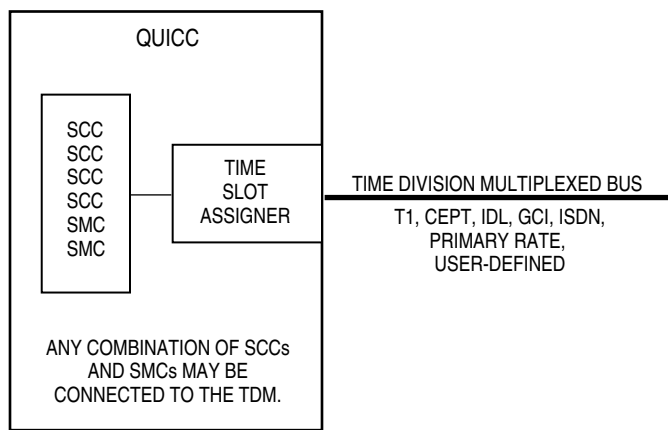 QUICC
SCC
SCC
SCC
SCC
SMC
SMC
TIME
SLOT
ASSIGNER
TIME DIVISION MULTIPLEXED BUS
T1, CEPT, IDL, GCI, ISDN,
PRIMARY RATE,
USER-DEFINED
ANY COMBINATION OF SCCs
AND SMCs MAY BE
CONNECTED TO THE TDM.